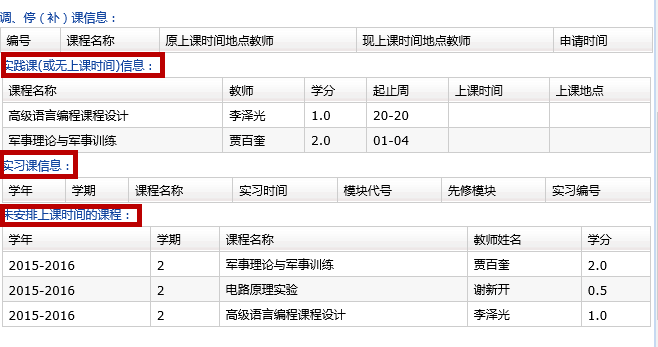 调、停（补）课信息：
编号 课程名称 原上课时间地点教师 现上课时间地点教师 申请时间
实践课(或无上课时间)信息：
课程名称 教师 学分 起止周 上课时间 上课地点
高级语言编程课程设计 李泽光 1.0 20-20
军事理论与军事训练 贾百奎 2.0 01-04
实习课信息：
学年 学期 课程名称 实习时间 模块代号 先修模块 实习编号
未安排上课时间的课程：
学年 学期 课程名称 教师姓名 学分
2015-2016 2 军事理论与军事训练 贾百奎 2.0
2015-2016 2 电路原理实验 谢新开 0.5
2015-2016 2 高级语言编程课程设计 李泽光 1.0